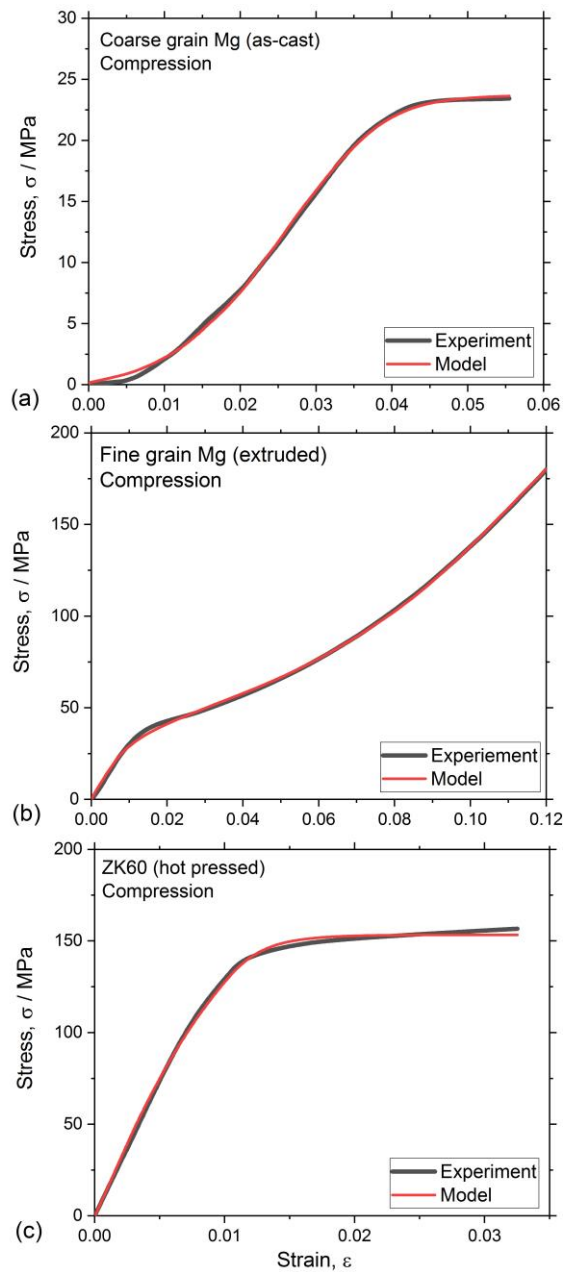 30
25
20
15
10
5
0
Stress, σ / MPa
Coarse grain Mg (as-cast)
Compression
Experiment
Model
(a)
0.00 0.01 0.02 0.03 0.04 0.05 0.06
200
150
100
50
0
Stress, σ / MPa
Fine grain Mg (extruded)
Compression
Experiement
Model
(b)
0.00 0.02 0.04 0.06 0.08 0.10 0.12
200
150
100
50
0
Stress, σ / MPa
ZK60 (hot pressed)
Compression
Experiment
Model
(c)
0.00 0.01 0.02 0.03
Strain, ε